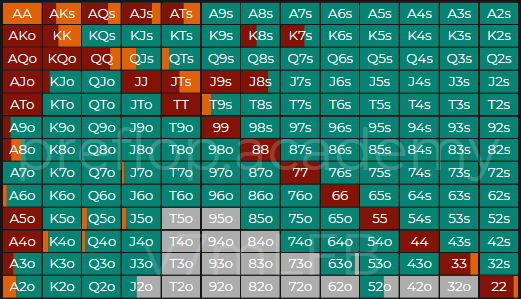 AA AKs AQs AJs ATs A9s A8s A7s A6s A5s A4s A3s A2s
AKo KK KQs KJs KTs K9s K8s K7s K6s K5s K4s K3s K2s
AQo KQo QQ QJs QTs Q9s Q8s Q7s Q6s Q5s Q4s Q3s Q2s
AJo KJo QJo JJ JTs J9s J8s J7s J6s J5s J4s J3s J2s
ATo KTo QTo JTo TT T9s T8s T7s T6s T5s T4s T3s T2s
A9o K9o Q9o J9o T9o 99 98s 97s 96s 95s 94s 93s 92s
A8o K8o Q8o J8o T8o 98o 88 87s 86s 85s 84s 83s 82s
A7o K7o Q7o J7o T7o 97o 87o 77 76s 75s 74s 73s 72s
A6o K6o Q6o J6o T6o 96o 86o 76o 66 65s 64s 63s 62s
A5o K5o Q5o J5o T5o 95o 85o 75o 65o 55 54s 53s 52s
A4o K4o Q4o J4o T4o 94o 84o 74o 64o 54o 44 43s 42s
A3o K3o Q3o J3o T3o 93o 83o 73o 63o 53o 43o 33 32s
A2o K2o Q2o J2o T2o 92o 82o 72o 62o 52o 42o 32o 22
preflop academy